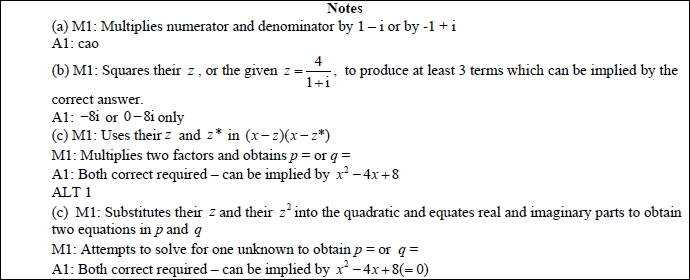 Notes
(a) M1: Multiplies numerator and denominator by 1 – i or by -1 + i
A1: cao
(b) M1: Squares their z , or the given z = 4/(1+i), to produce at least 3 terms which can be implied by the
correct answer.
A1: −8i or 0–8i only
(c) M1: Uses their z and z* in (x–z)(x–z*)
M1: Multiplies two factors and obtains p = or q =
A1: Both correct required – can be implied by x² – 4x + 8
ALT 1
(c) M1: Substitutes their z and their z² into the quadratic and equates real and imaginary parts to obtain
two equations in p and q
M1: Attempts to solve for one unknown to obtain p = or q =
A1: Both correct required – can be implied by x² – 4x + 8(= 0)